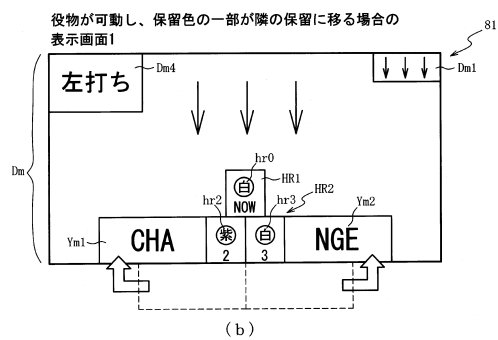 役物が可動し、保留色の一部が隣の保留に移る場合の
表示画面1
81
左打ち
Dm4
Dm1
Dm
hr0
白
HR1
NOW
hr2
hr3
HR2
Ym1
CHA
紫
2
白
3
NGE
Ym2
(b)